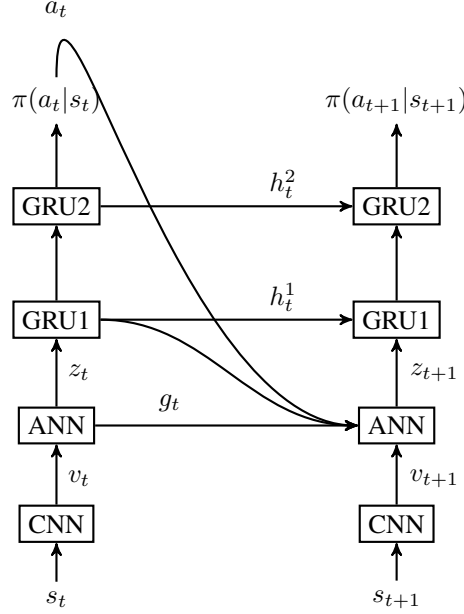 a_t
π(a_t|s_t) π(a_{t+1}|s_{t+1})
h_t^2
GRU2 GRU2
h_t^1
GRU1 GRU1
z_t z_{t+1}
g_t
ANN ANN
v_t v_{t+1}
CNN CNN
s_t s_{t+1}